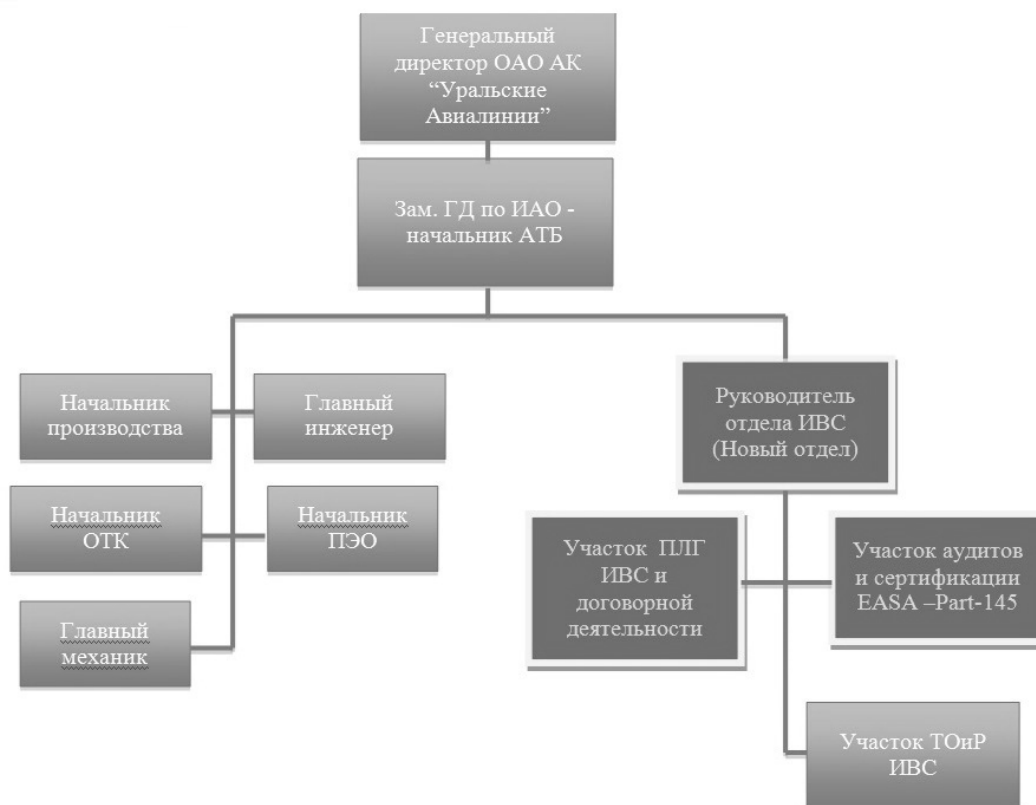 Генеральный
директор ОАО АК
“Уральские
Авиалинии”
Зам. ГД по ИАО -
начальник АТБ
Начальник
производства
Главный
инженер
Руководитель
отдела ИВС
(Новый отдел)
Начальник
ОТК
Начальник
ПЭО
Участок ПЛГ
ИВС и
договорной
деятельности
Участок аудитов
и сертификации
EASA –Part-145
Главный
механик
Участок ТОиР
ИВС